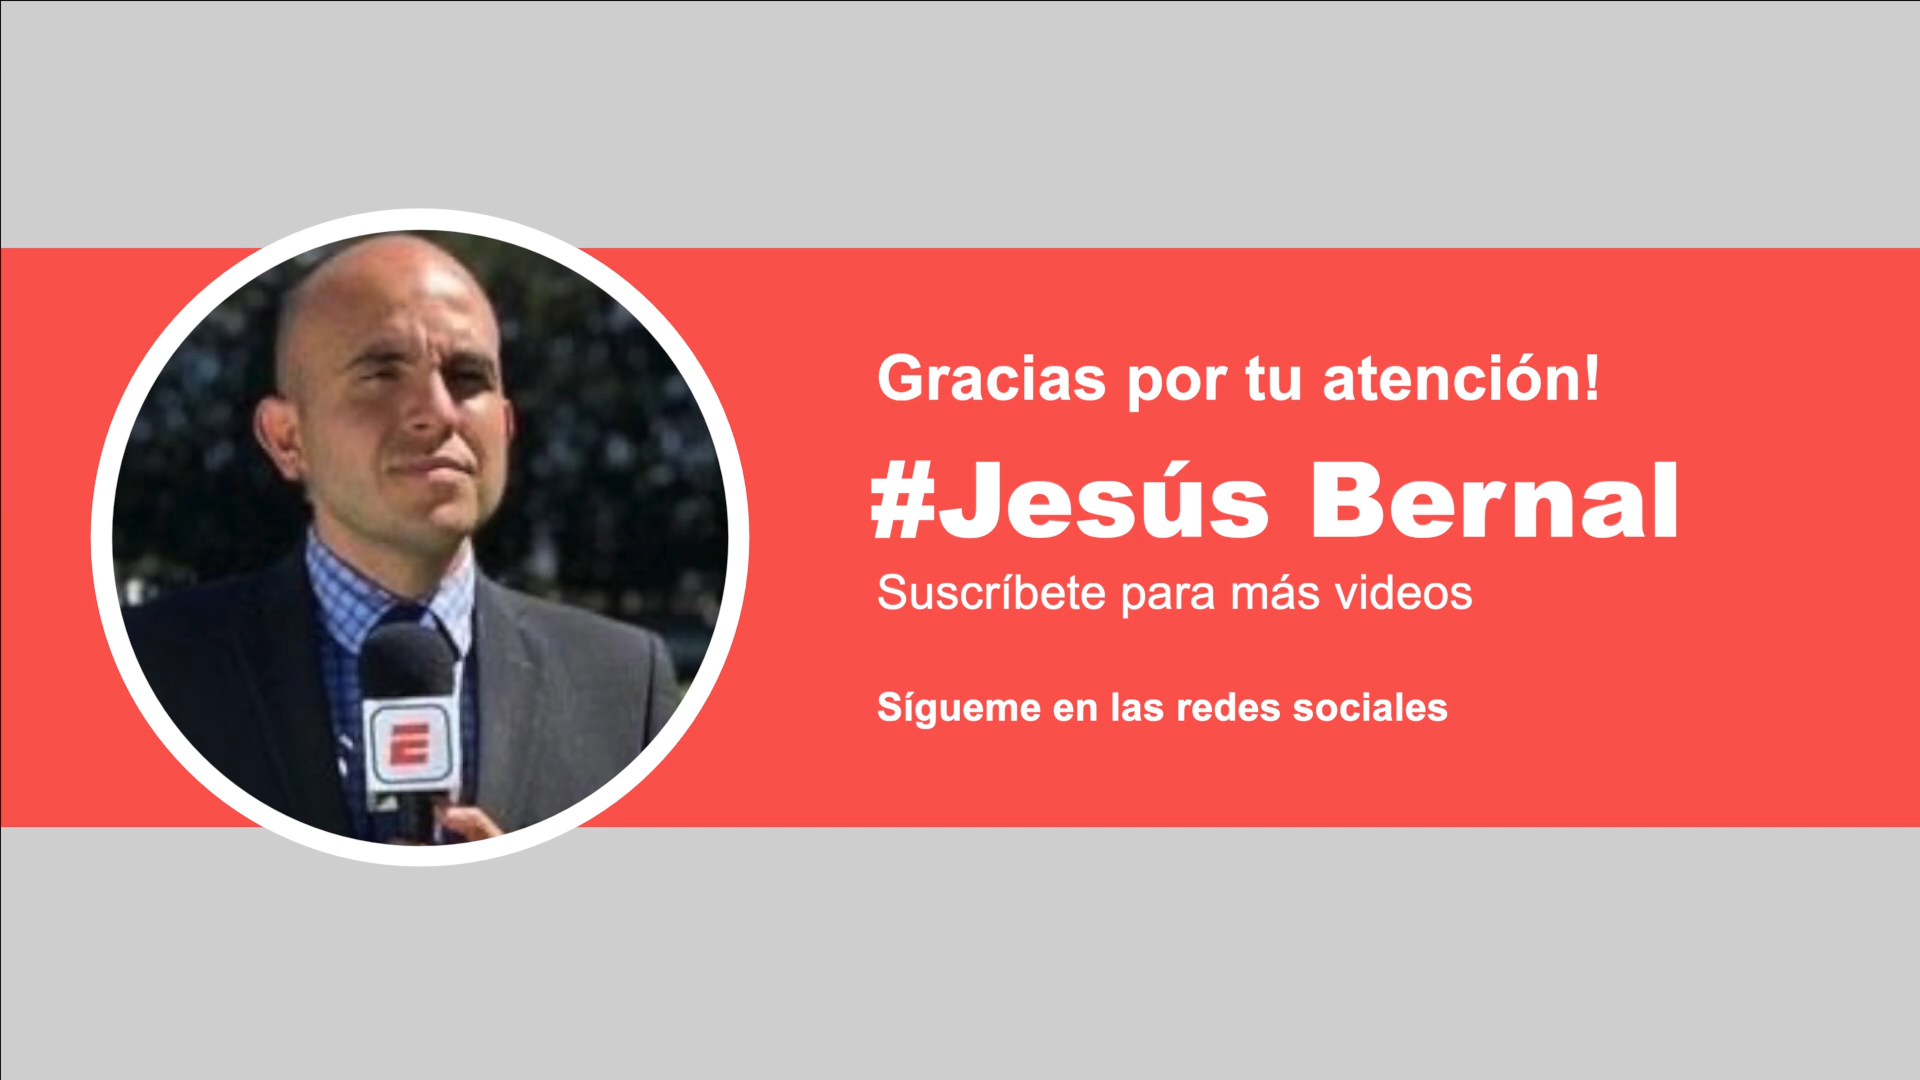 Gracias por tu atención!
#Jesús Bernal
Suscríbete para más videos
Sígueme en las redes sociales
E